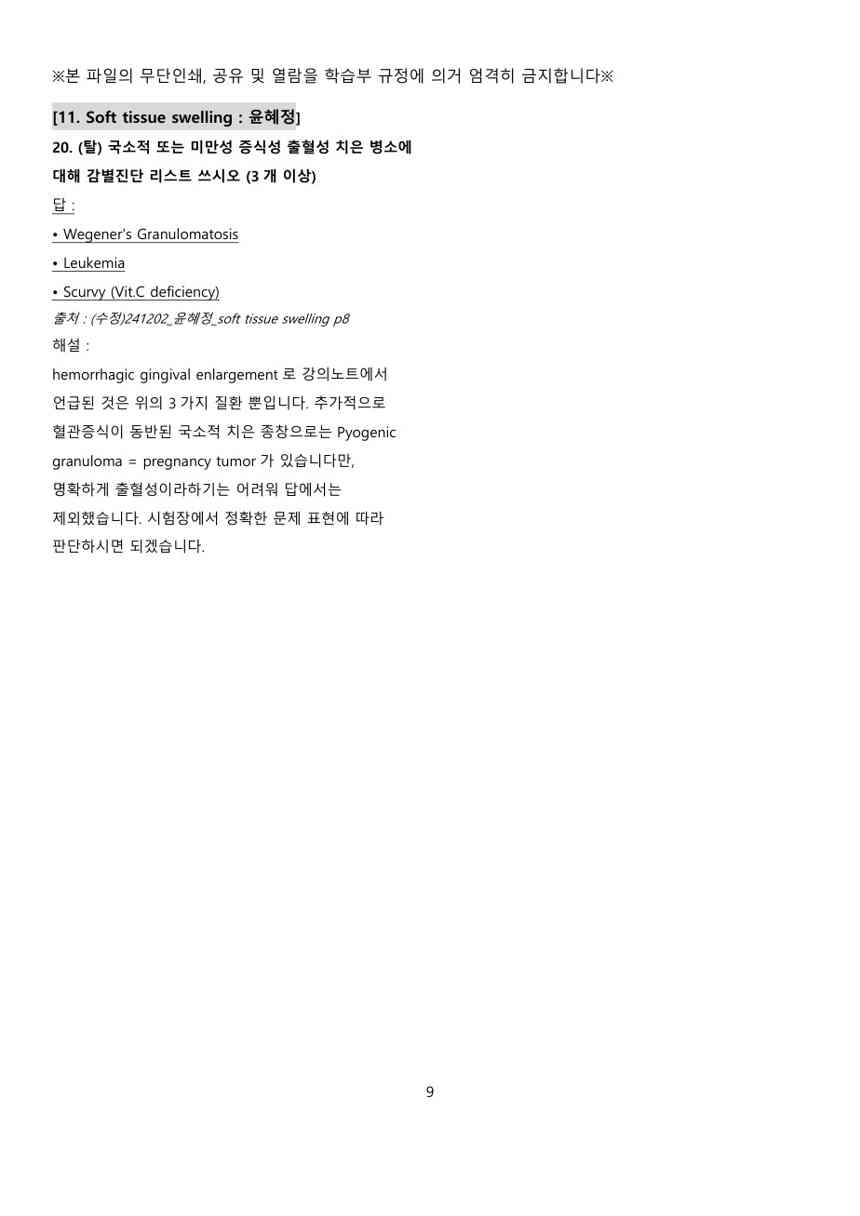 ※본 파일의 무단인쇄, 공유 및 열람을 학습부 규정에 의거 엄격히 금지합니다※
[11. Soft tissue swelling : 윤혜정]
20. (탈) 국소적 또는 미만성 증식성 출혈성 치은 병소에
대해 감별진단 리스트 쓰시오 (3 개 이상)
답 :
• Wegener's Granulomatosis
• Leukemia
• Scurvy (Vit.C deficiency)
출처 : (수정)241202_윤혜정_soft tissue swelling p8
해설 :
hemorrhagic gingival enlargement 로 강의노트에서
언급된 것은 위의 3 가지 질환 뿐입니다. 추가적으로
혈관증식이 동반된 국소적 치은 종창으로는 Pyogenic
granuloma = pregnancy tumor 가 있습니다만,
명확하게 출혈성이라하기는 어려워 답에서는
제외했습니다. 시험장에서 정확한 문제 표현에 따라
판단하시면 되겠습니다.
9